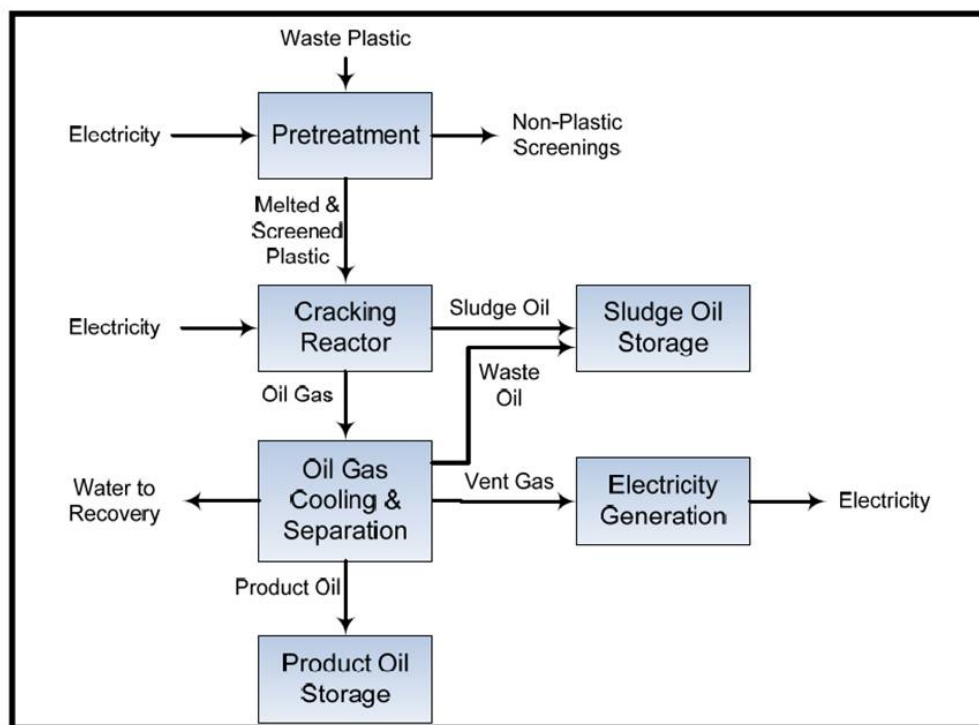 Waste Plastic
Electricity
Pretreatment
Non-Plastic
Screenings
Melted &
Screened
Plastic
Electricity
Cracking
Reactor
Sludge Oil
Sludge Oil
Storage
Waste
Oil
Oil Gas
Water to
Recovery
Oil Gas
Cooling &
Separation
Vent Gas
Electricity
Generation
Electricity
Product Oil
Product Oil
Storage